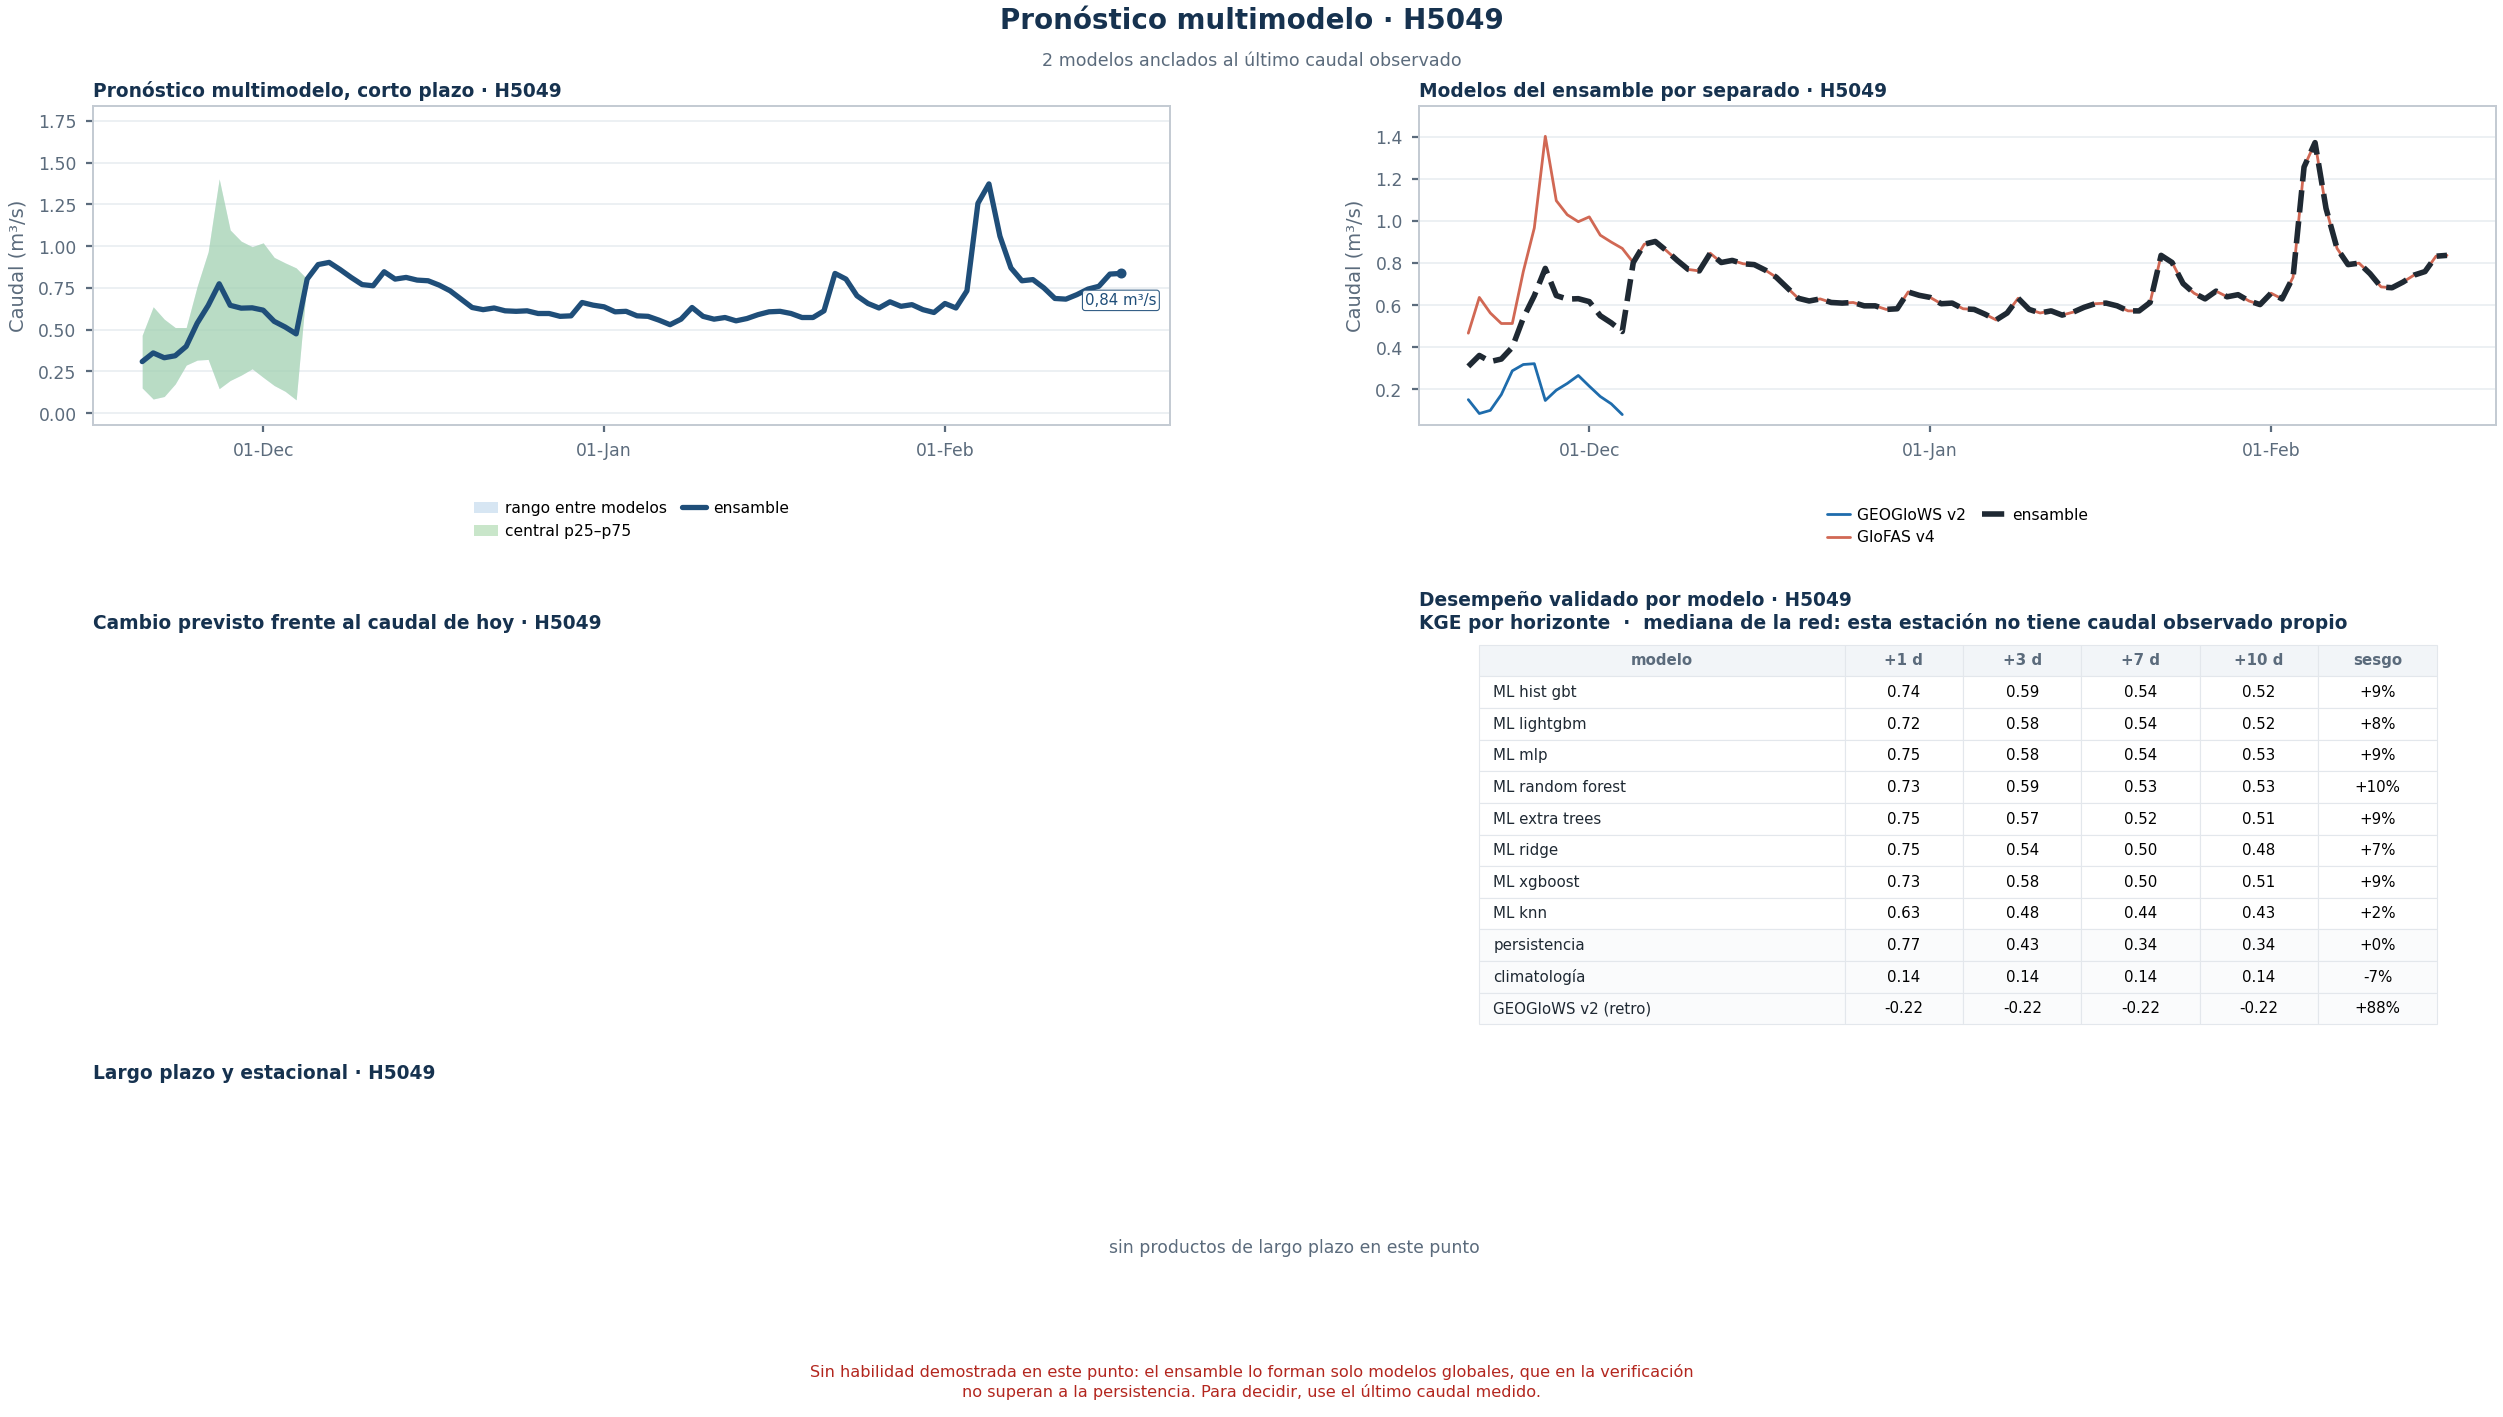 Pronóstico multimodelo · H5049
2 modelos anclados al último caudal observado
Pronóstico multimodelo, corto plazo · H5049
Caudal (m³/s)
1.75
1.50
1.25
1.00
0.75
0.50
0.25
0.00
0,84 m³/s
01-Dec
01-Jan
01-Feb
rango entre modelos
ensamble
central p25–p75
Modelos del ensamble por separado · H5049
Caudal (m³/s)
1.4
1.2
1.0
0.8
0.6
0.4
0.2
01-Dec
01-Jan
01-Feb
GEOGloWS v2
ensamble
GloFAS v4
Cambio previsto frente al caudal de hoy · H5049
Desempeño validado por modelo · H5049
KGE por horizonte · mediana de la red: esta estación no tiene caudal observado propio
modelo +1 d +3 d +7 d +10 d sesgo
ML hist gbt 0.74 0.59 0.54 0.52 +9%
ML lightgbm 0.72 0.58 0.54 0.52 +8%
ML mlp 0.75 0.58 0.54 0.53 +9%
ML random forest 0.73 0.59 0.53 0.53 +10%
ML extra trees 0.75 0.57 0.52 0.51 +9%
ML ridge 0.75 0.54 0.50 0.48 +7%
ML xgboost 0.73 0.58 0.50 0.51 +9%
ML knn 0.63 0.48 0.44 0.43 +2%
persistencia 0.77 0.43 0.34 0.34 +0%
climatología 0.14 0.14 0.14 0.14 -7%
GEOGloWS v2 (retro) -0.22 -0.22 -0.22 -0.22 +88%
Largo plazo y estacional · H5049
sin productos de largo plazo en este punto
Sin habilidad demostrada en este punto: el ensamble lo forman solo modelos globales, que en la verificación
no superan a la persistencia. Para decidir, use el último caudal medido.